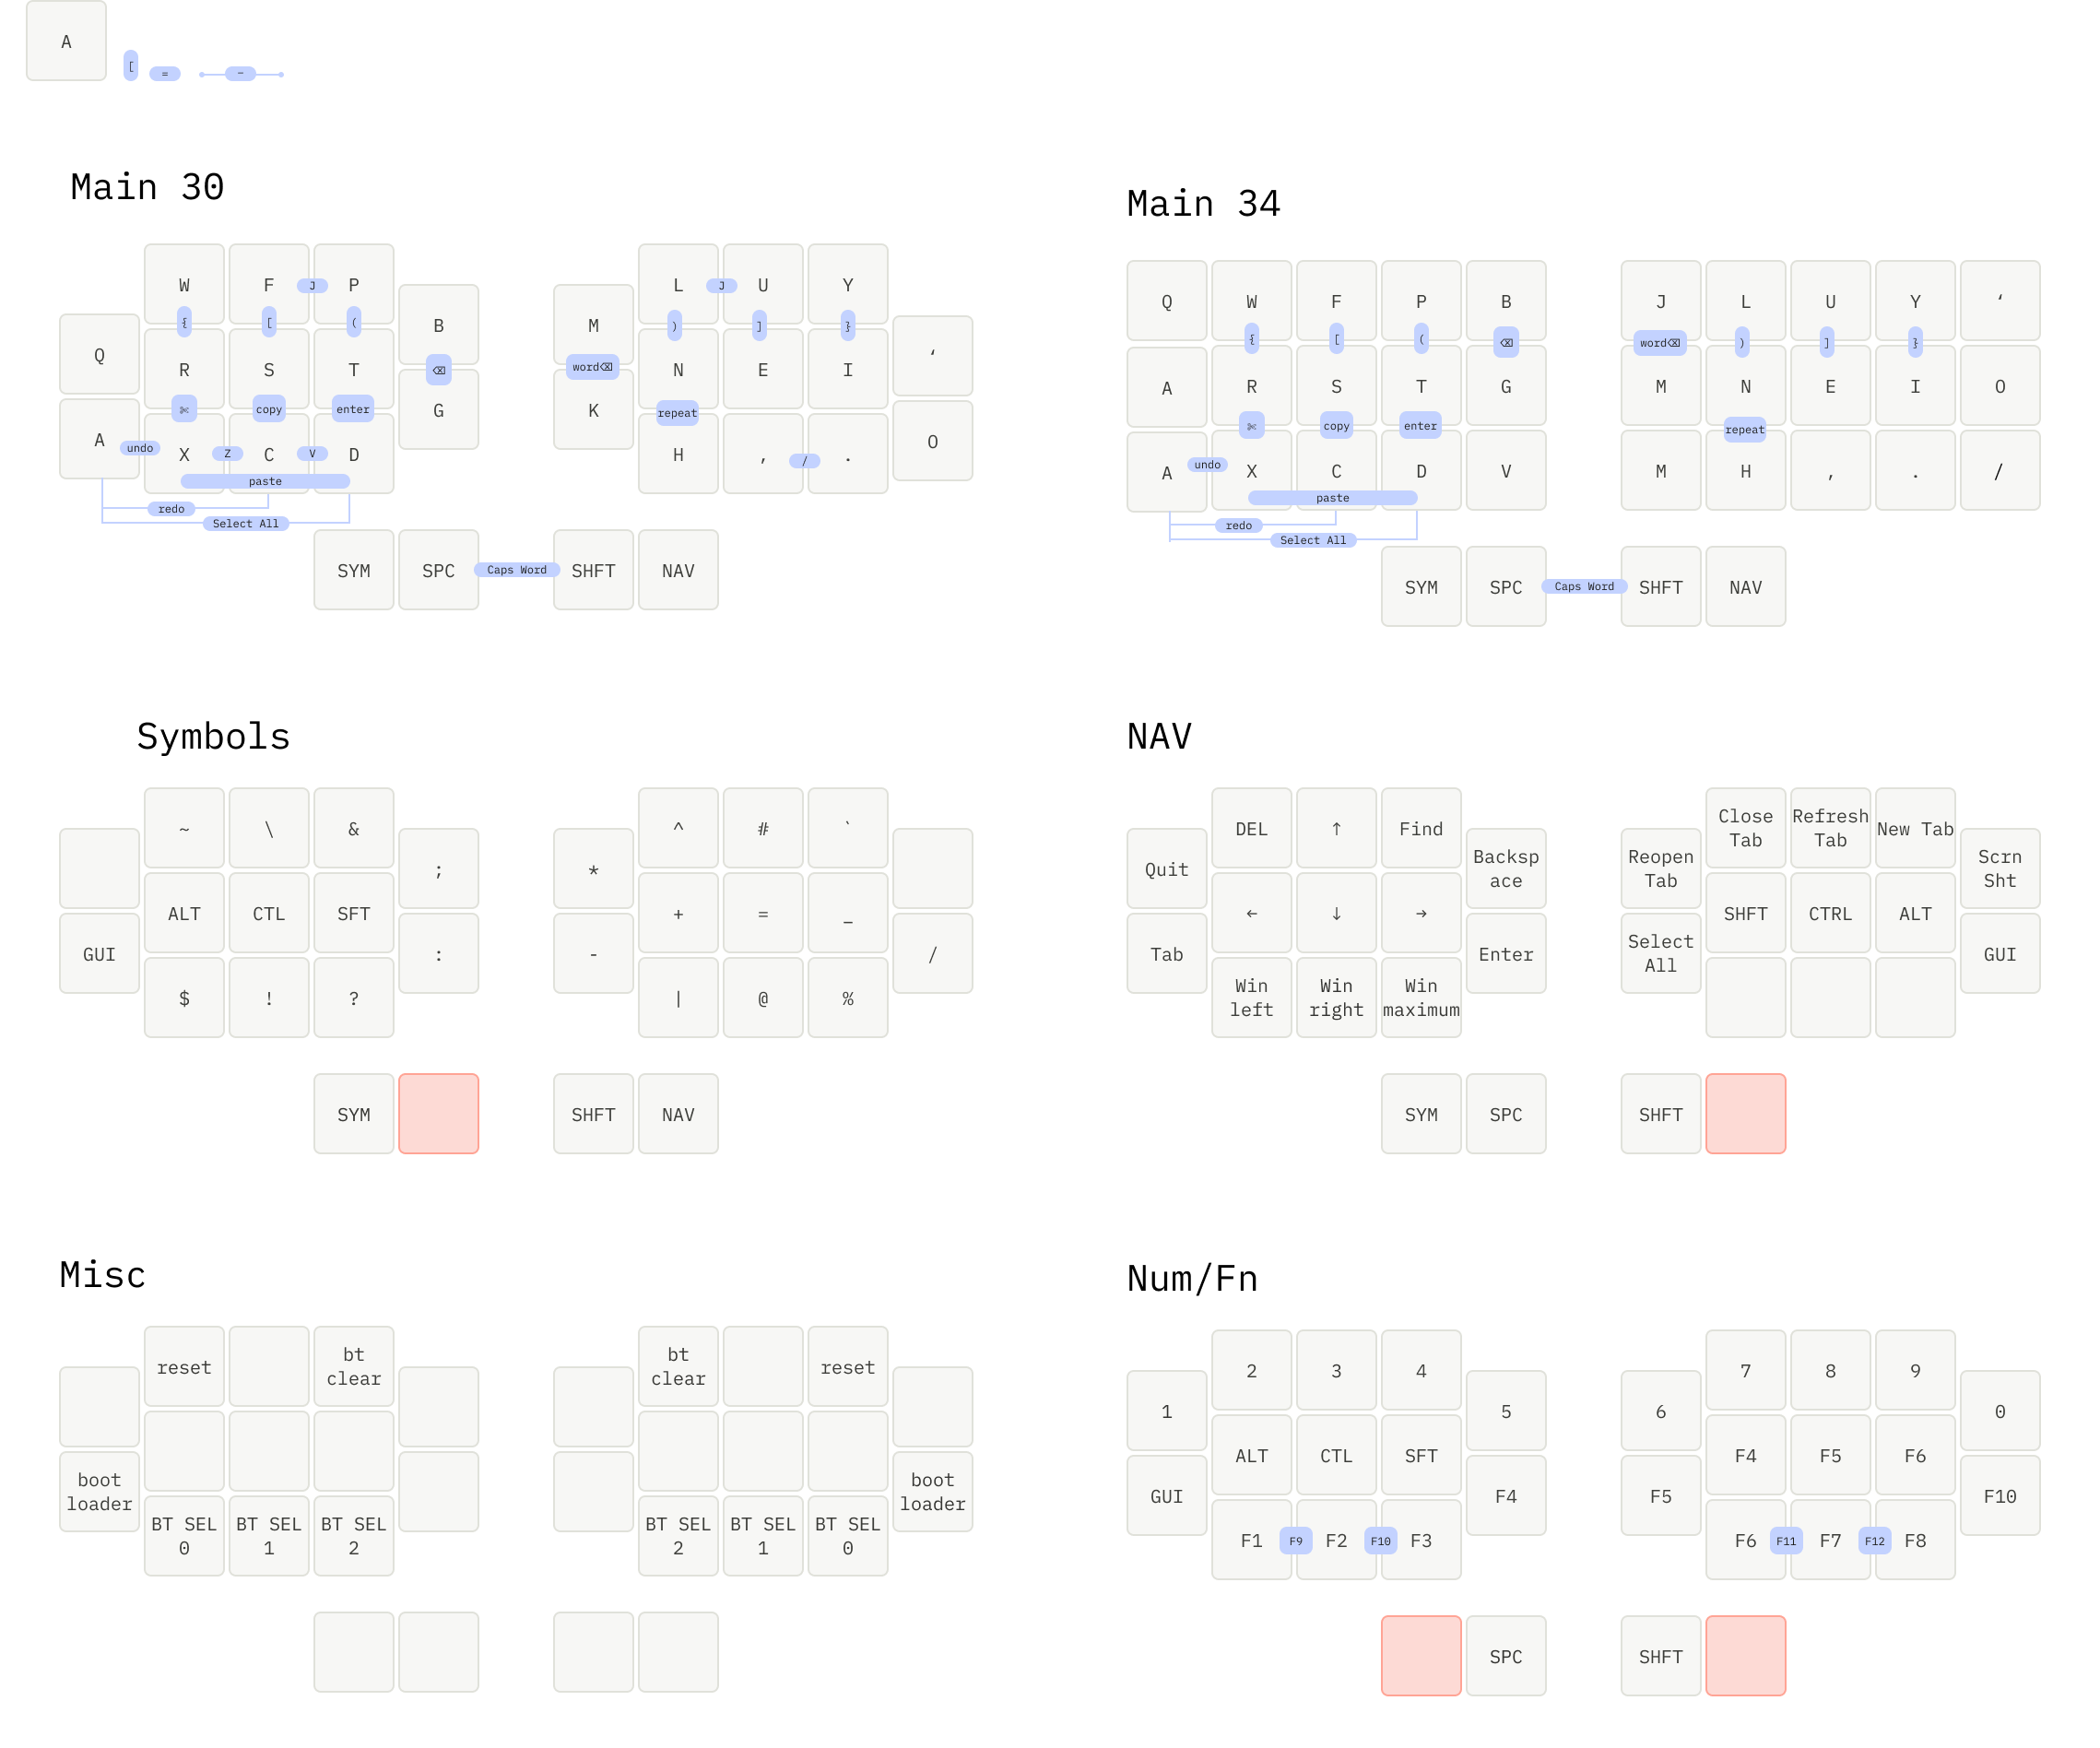 A
[ = -
Main 30
W F J P L J U Y
{ [ ( ) ] }
Q B M ‘
R S T N E I
⌫ word⌫
✄ copy enter repeat
A G K O
undo X Z C V D H , / .
paste
redo
Select All
SYM SPC Caps Word SHFT NAV
Main 34
Q W F P B J L U Y ‘
{ [ ( ⌫ word⌫ ) ] }
A R S T G M N E I O
✄ copy enter repeat
undo
A X C D V M H , . /
paste
redo
Select All
SYM SPC Caps Word SHFT NAV
Symbols
~ \ & ^ # `
; *
ALT CTL SFT + = _
GUI : - /
$ ! ? | @ %
SYM SHFT NAV
NAV
DEL ↑ Find Close Tab Refresh Tab New Tab
Quit Backsp ace Reopen Tab Scrn Sht
← ↓ → SHFT CTRL ALT
Tab Enter Select All GUI
Win left Win right Win maximum
SYM SPC SHFT
Misc
reset bt clear bt clear reset
boot loader boot loader
BT SEL 0 BT SEL 1 BT SEL 2 BT SEL 2 BT SEL 1 BT SEL 0
Num/Fn
2 3 4 7 8 9
1 5 6 0
ALT CTL SFT F4 F5 F6
GUI F4 F5 F10
F1 F9 F2 F10 F3 F6 F11 F7 F12 F8
SPC SHFT